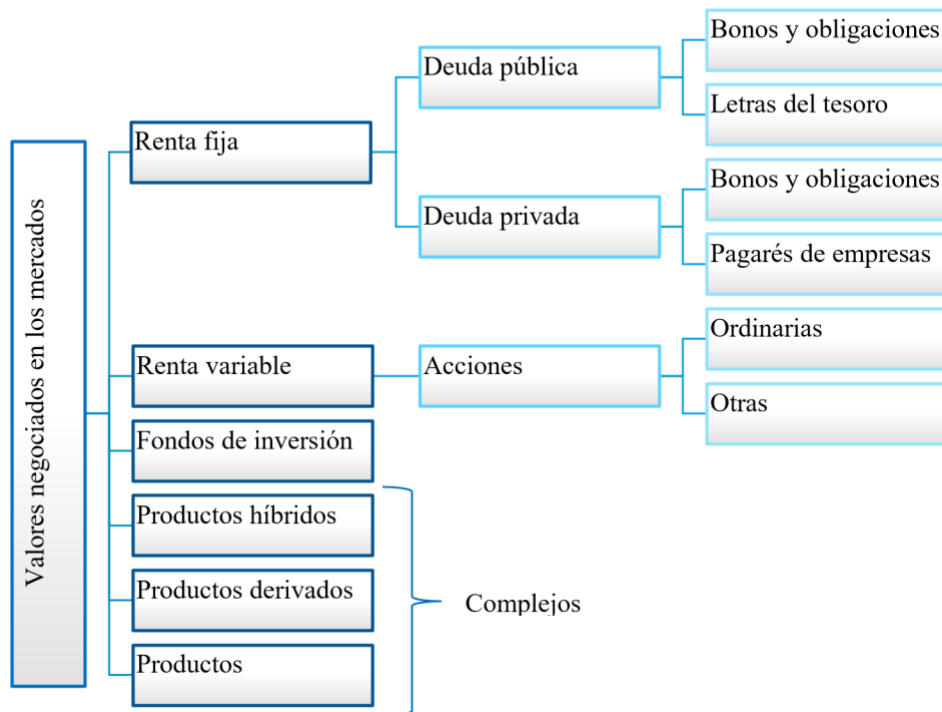 Valores negociados en los mercados
Renta fija
Deuda pública
Bonos y obligaciones
Letras del tesoro
Deuda privada
Bonos y obligaciones
Pagarés de empresas
Renta variable
Acciones
Ordinarias
Otras
Fondos de inversión
Productos híbridos
Productos derivados
Productos
Complejos